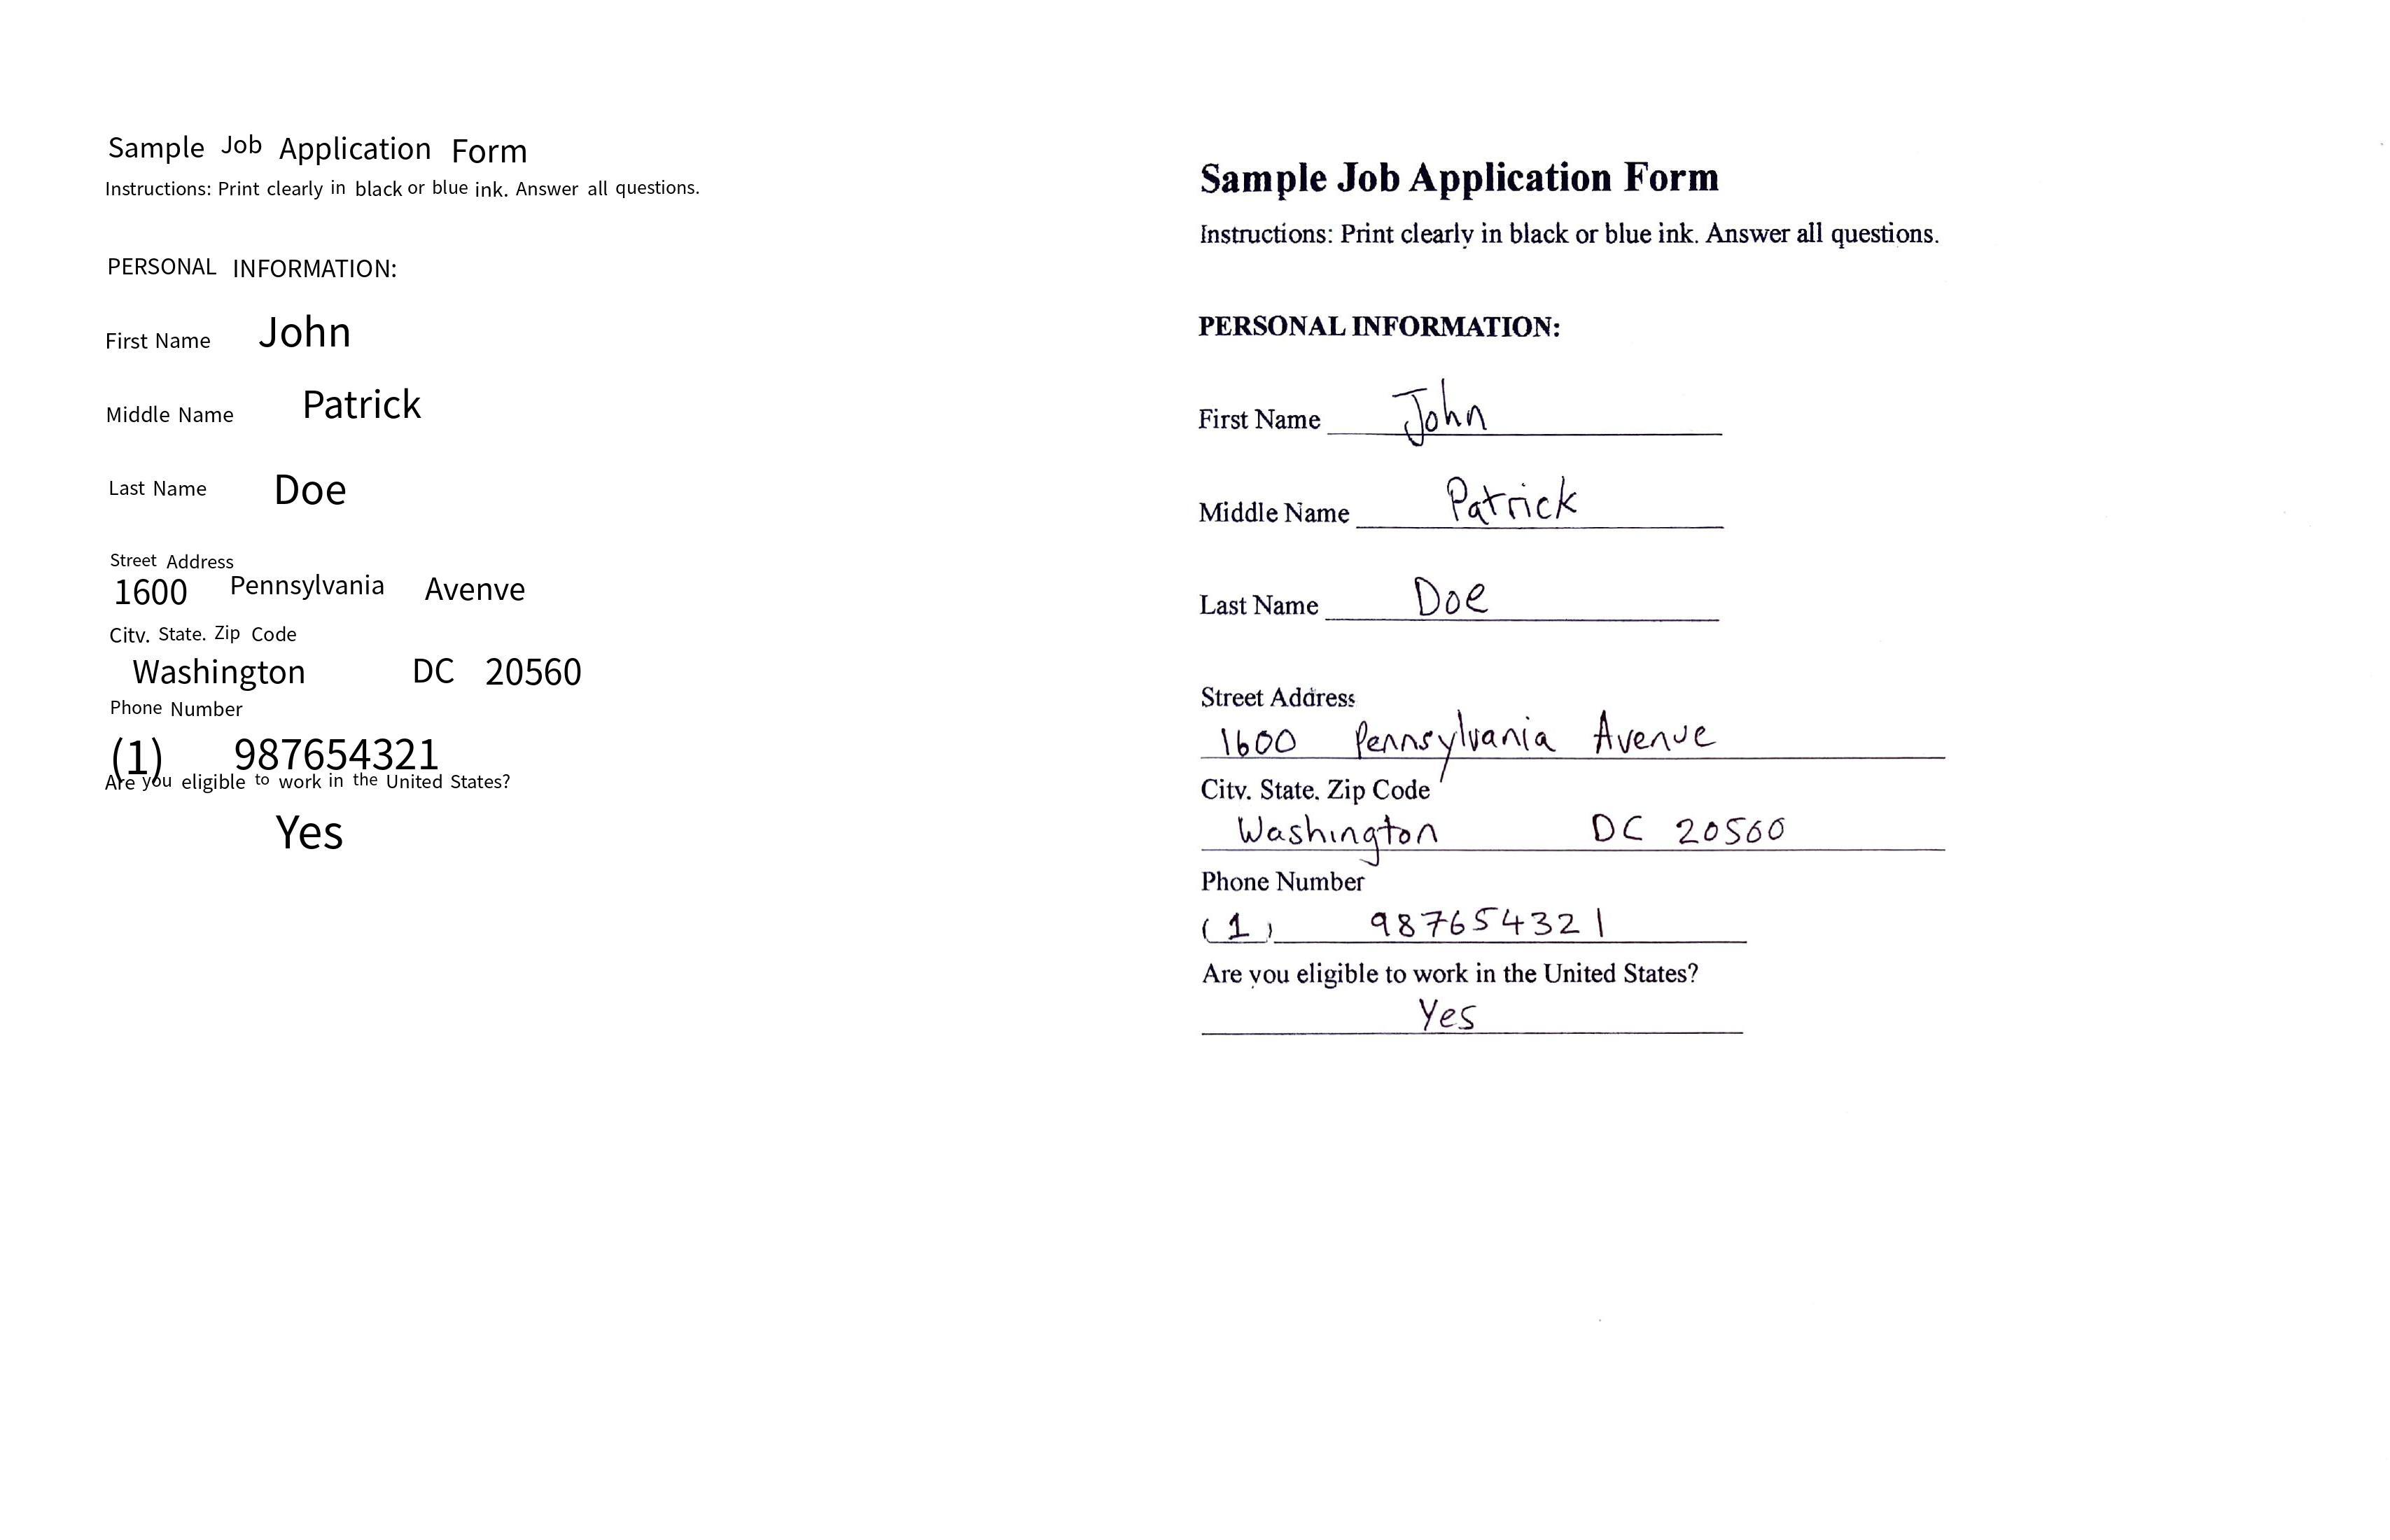 Sample Job Application Form
Instructions: Print clearly in black or blue ink. Answer all questions.
PERSONAL INFORMATION:
First Name John
Middle Name Patrick
Last Name Doe
Street Address
1600 Pennsylvania Avenve
Citv. State. Zip Code
Washington DC 20560
Phone Number
(1) 987654321
Are you eligible to work in the United States?
Yes
Sample Job Application Form
Instructions: Print clearly in black or blue ink. Answer all questions.
PERSONAL INFORMATION:
First Name John
Middle Name Patrick
Last Name Doe
Street Address
1600 Pennsylvania Avenue
Citv. State. Zip Code
Washington DC 20500
Phone Number
(1) 987654321
Are you eligible to work in the United States?
Yes